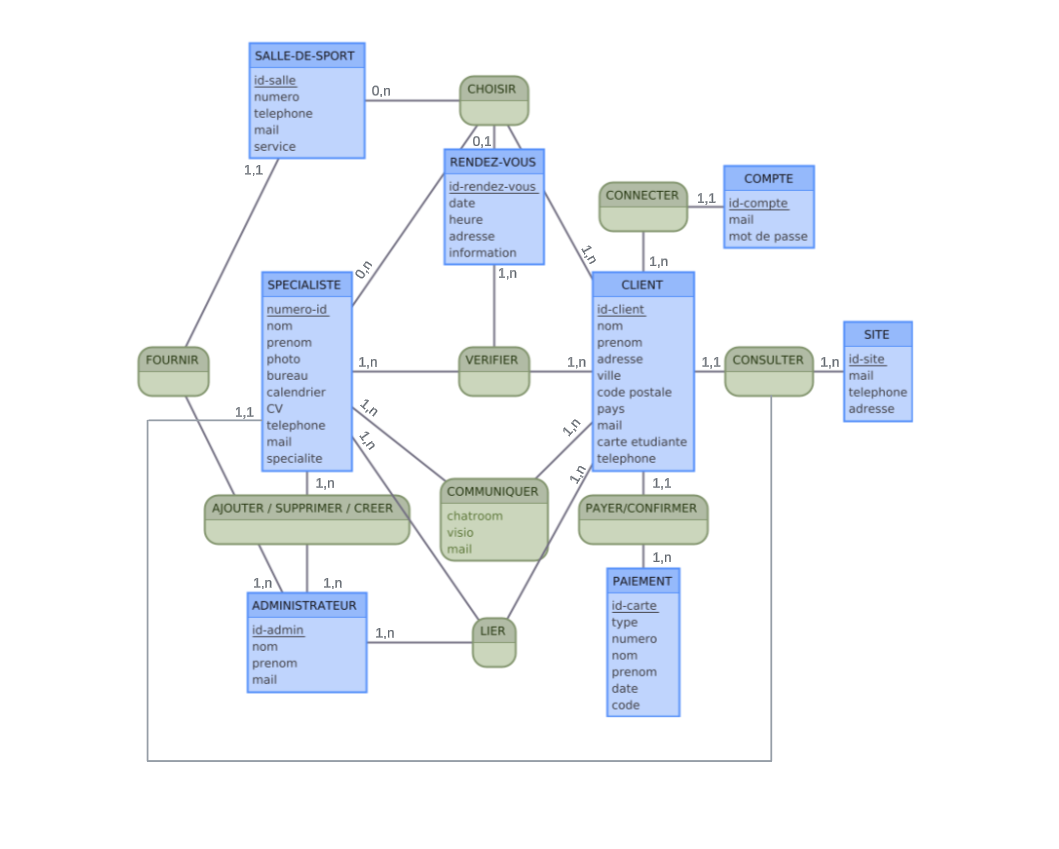 SALLE-DE-SPORT
id-salle
numero
telephone
mail
service
0,n
CHOISIR
1,1
0,1
RENDEZ-VOUS
id-rendez-vous
date
heure
adresse
information
1,n
0,n
1,n
CONNECTER
1,1
COMPTE
id-compte
mail
mot de passe
1,n
SPECIALISTE
numero-id
nom
prenom
photo
bureau
calendrier
CV
telephone
mail
specialite
CLIENT
id-client
nom
prenom
adresse
ville
code postale
pays
mail
carte etudiante
telephone
FOURNIR
1,n
VERIFIER
1,n
1,1
CONSULTER
1,n
SITE
id-site
mail
telephone
adresse
1,1
1,n
1,n
1,n
1,n
1,n
AJOUTER / SUPPRIMER / CREER
COMMUNIQUER
chatroom
visio
mail
1,1
PAYER/CONFIRMER
1,n
PAIEMENT
id-carte
type
numero
nom
prenom
date
code
1,n
1,n
ADMINISTRATEUR
id-admin
nom
prenom
mail
1,n
LIER